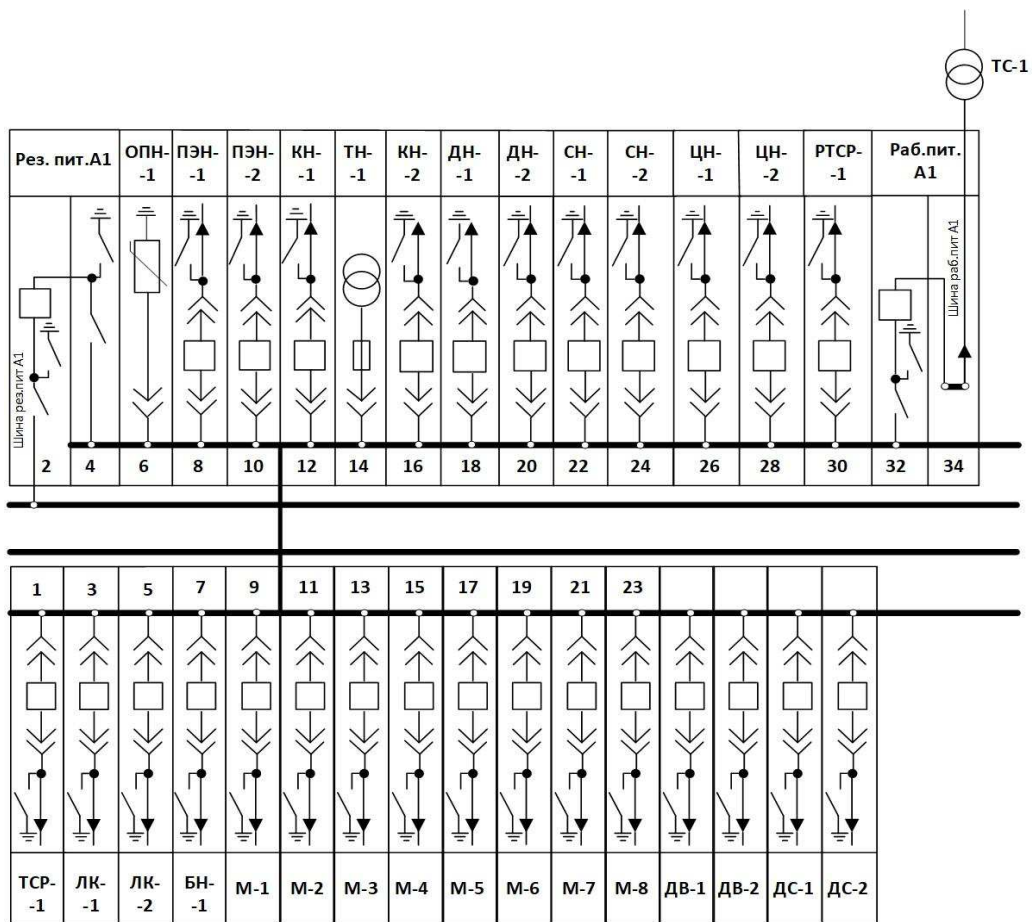 ТС-1
Рез. пит.А1
ОПН-
-1
ПЭН-
-1
ПЭН-
-2
КН-
-1
ТН-
-1
КН-
-2
ДН-
-1
ДН-
-2
СН-
-1
СН-
-2
ЦН-
-1
ЦН-
-2
РТСР-
-1
Раб.пит.
А1
Шина рез.пит А1
Шина раб.пит А1
2
4
6
8
10
12
14
16
18
20
22
24
26
28
30
32
34
1
3
5
7
9
11
13
15
17
19
21
23
ТСР-
-1
ЛК-
-1
ЛК-
-2
БН-
-1
М-1
М-2
М-3
М-4
М-5
М-6
М-7
М-8
ДВ-1
ДВ-2
ДС-1
ДС-2